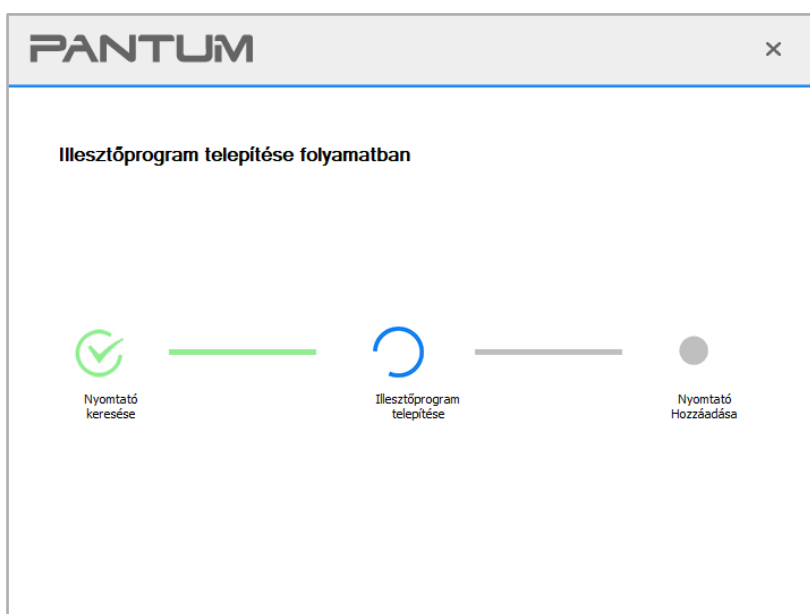 PANTUM
Illesztőprogram telepítése folyamatban
Nyomtató
keresése
Illesztőprogram
telepítése
Nyomtató
Hozzáadása